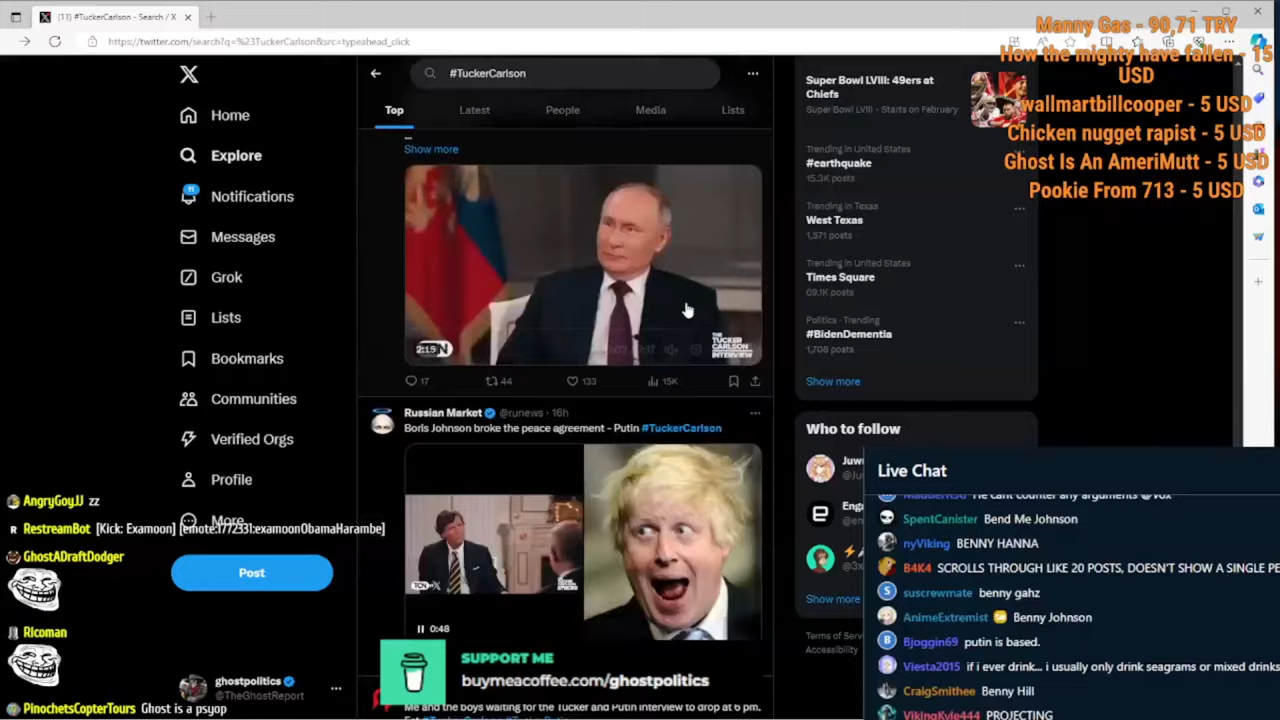 (11) #TuckerCarlson - Search / X
https://twitter.com/search?q=%23TuckerCarlson&src=typeahead_click
Manny Gas - 90,71 TRY
How the mighty have fallen - 15 USD
wallmartbillcooper - 5 USD
Chicken nugget rapist - 5 USD
Ghost Is An AmeriMutt - 5 USD
Pookie From 713 - 5 USD
Home
Explore
11
Notifications
Messages
Grok
Lists
Bookmarks
Communities
Verified Orgs
Profile
More
Post
ghostpolitics
@TheGhostReport
#TuckerCarlson
Top
Latest
People
Media
Lists
Show more
2:15
THE
TUCKER
CARLSON
INTERVIEW
17
44
133
15K
Russian Market @runews · 16h
Boris Johnson broke the peace agreement - Putin #TuckerCarlson
0:48
SUPPORT ME
buymeacoffee.com/ghostpolitics
Me and the boys waiting for the Tucker and Putin interview to drop at 6 pm.
Super Bowl LVIII: 49ers at
Chiefs
Super Bowl LVIII · Starts on February
Trending in United States
#earthquake
15.3K posts
Trending in Texas
West Texas
1,571 posts
Trending in United States
Times Square
69.1K posts
Politics · Trending
#BidenDementia
1,708 posts
Show more
Who to follow
Show more
Accessibility
Live Chat
SpentCanister Bend Me Johnson
nyViking BENNY HANNA
B4K4 SCROLLS THROUGH LIKE 20 POSTS, DOESN'T SHOW A SINGLE
suscrewmate benny gahz
AnimeExtremist Benny Johnson
Bjoggin69 putin is based.
Viesta2015 if i ever drink... i usually only drink seagrams or mixed drinks
CraigSmithee Benny Hill
VikingKyle444 PROJECTING
AngryGoyJJ zz
RestreamBot [Kick: Examoon] [emote:177231:examoonObamaHarambe]
GhostADraftDodger
RIcoman
PinochetsCopterTours Ghost is a psyop